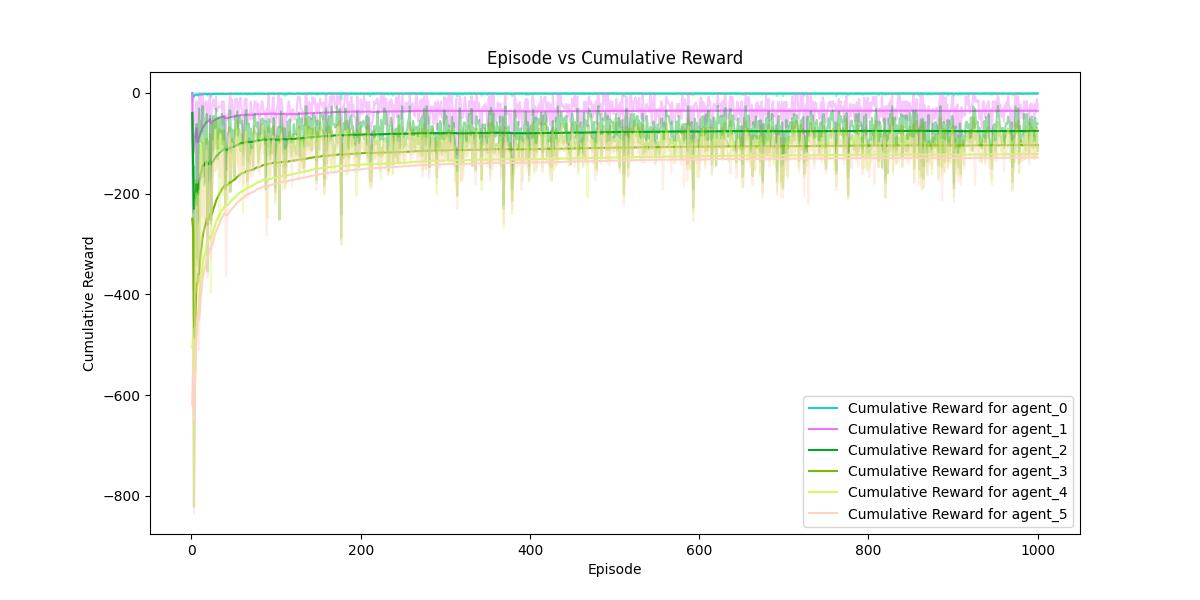 Episode vs Cumulative Reward
Cumulative Reward
0
−200
−400
−600
−800
Cumulative Reward for agent_0
Cumulative Reward for agent_1
Cumulative Reward for agent_2
Cumulative Reward for agent_3
Cumulative Reward for agent_4
Cumulative Reward for agent_5
0 200 400 600 800 1000
Episode